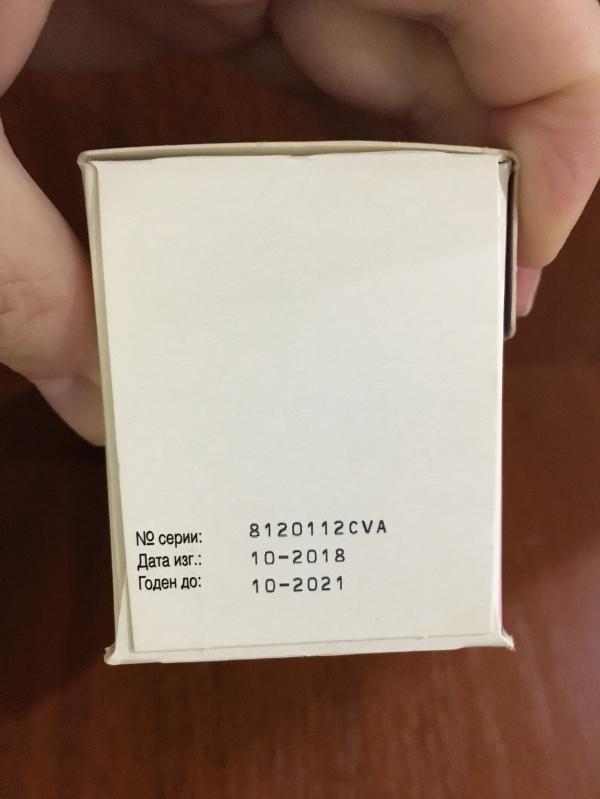 № серии: 8120112CVA
Дата изг.: 10-2018
Годен до: 10-2021